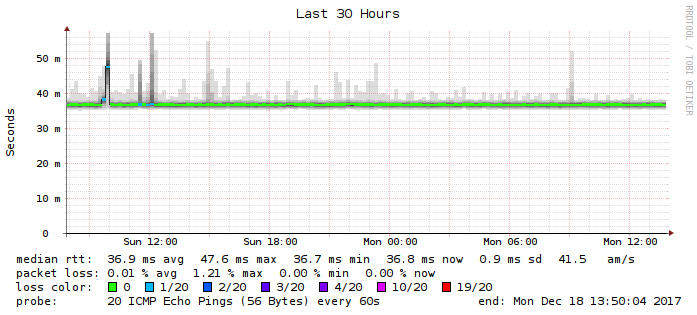 Last 30 Hours
RRDTOOL / TOBI OETIKER
Seconds
50 m
40 m
30 m
20 m
10 m
0
Sun 12:00 Sun 18:00 Mon 00:00 Mon 06:00 Mon 12:00
median rtt: 36.9 ms avg 47.6 ms max 36.7 ms min 36.8 ms now 0.9 ms sd 41.5 am/s
packet loss: 0.01 % avg 1.21 % max 0.00 % min 0.00 % now
loss color: 0 1/20 2/20 3/20 4/20 10/20 19/20
probe: 20 ICMP Echo Pings (56 Bytes) every 60s end: Mon Dec 18 13:50:04 2017